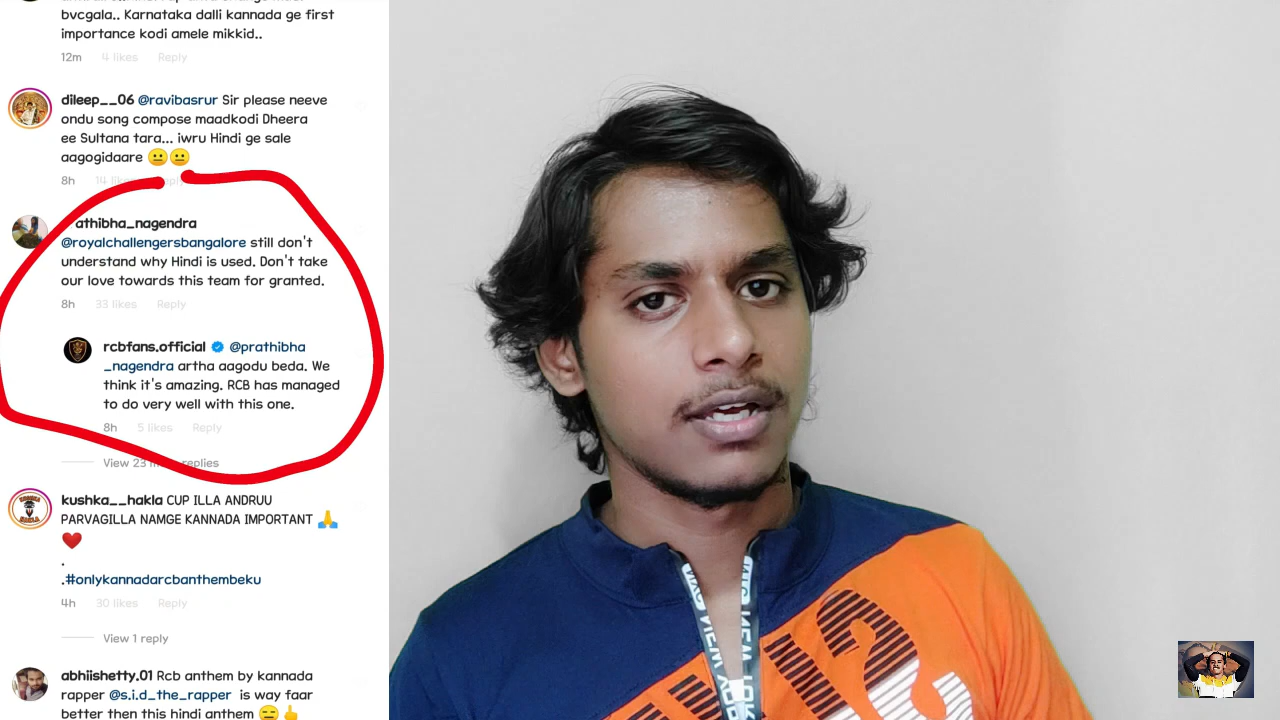 bvcgala.. Karnataka dalli kannada ge first
importance kodi amele mikkid..
12m 4 likes Reply
dileep__06 @ravibasrur Sir please neeve
ondu song compose maadkodi Dheera
ee Sultana tara... iwru Hindi ge sale
aagogidaare 😐😐
8h 14 likes Reply
athibha_nagendra
@royalchallengersbangalore still don't
understand why Hindi is used. Don't take
our love towards this team for granted.
8h 33 likes Reply
rcbfans.official @prathibha
_nagendra artha aagodu beda. We
think it's amazing. RCB has managed
to do very well with this one.
8h 5 likes Reply
View 23 replies
kushka__hakla CUP ILLA ANDRUU
PARVAGILLA NAMGE KANNADA IMPORTANT 🙏
❤️
.
.#onlykannadarcbanthembeku
4h 30 likes Reply
View 1 reply
abhiishetty.01 Rcb anthem by kannada
rapper @s.i.d_the_rapper is way faar
better then this hindi anthem 😑👍